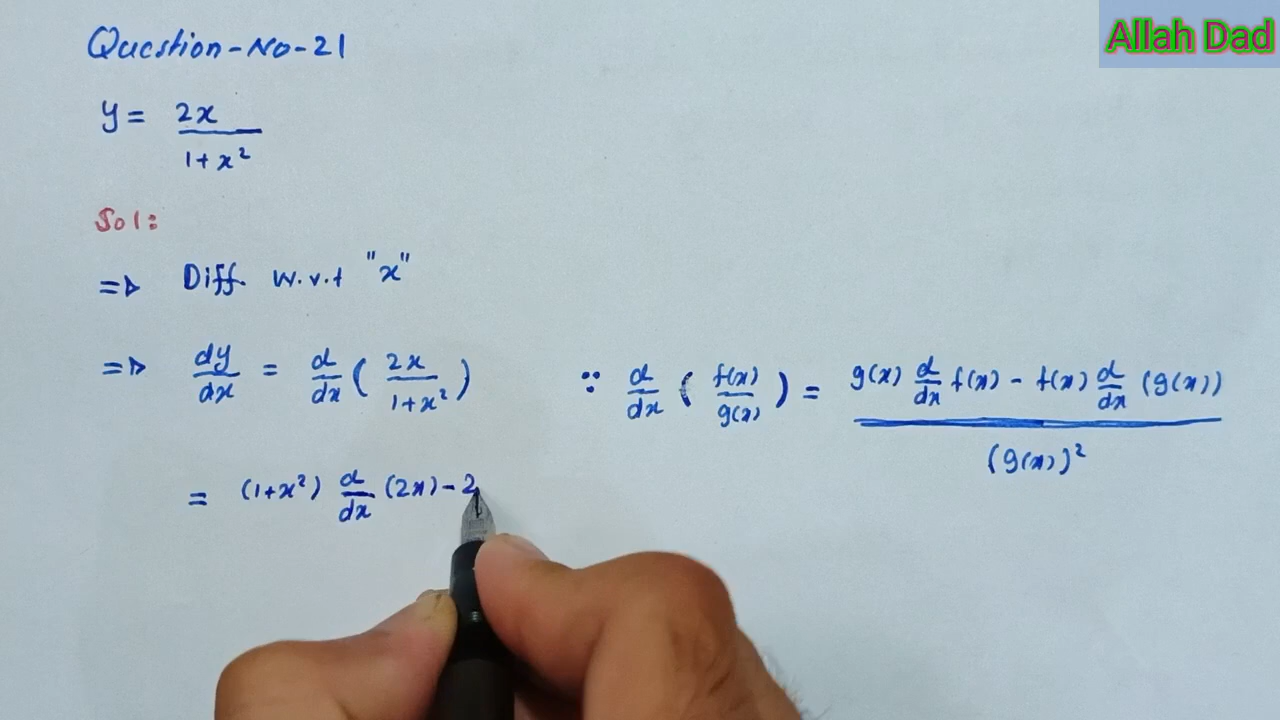 Allah Dad
Question-No-21
y = 2x / 1+x²
Sol:
=> Diff. w.r.t "x"
=> dy/dx = d/dx ( 2x / 1+x² ) ∵ d/dx ( f(x) / g(x) ) = g(x) d/dx f(x) - f(x) d/dx (g(x)) / (g(x))²
= (1+x²) d/dx (2x) - 2